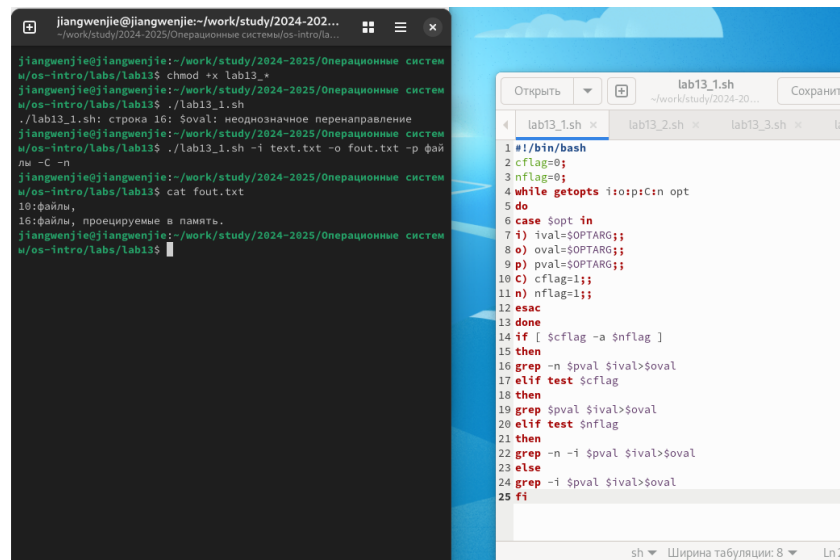 jiangwenjie@jiangwenjie:~/work/study/2024-202...
~/work/study/2024-2025/Операционные системы/os-intro/la...
jiangwenjie@jiangwenjie:~/work/study/2024-2025/Операционные систем
ы/os-intro/labs/lab13$ chmod +x lab13_*
jiangwenjie@jiangwenjie:~/work/study/2024-2025/Операционные систем
ы/os-intro/labs/lab13$ ./lab13_1.sh
./lab13_1.sh: строка 16: $oval: неоднозначное перенаправление
jiangwenjie@jiangwenjie:~/work/study/2024-2025/Операционные систем
ы/os-intro/labs/lab13$ ./lab13_1.sh -i text.txt -o fout.txt -p фай
лы -C -n
jiangwenjie@jiangwenjie:~/work/study/2024-2025/Операционные систем
ы/os-intro/labs/lab13$ cat fout.txt
10:файлы,
16:файлы, проецируемые в память.
jiangwenjie@jiangwenjie:~/work/study/2024-2025/Операционные систем
ы/os-intro/labs/lab13$
Открыть
lab13_1.sh
~/work/study/2024-20...
Сохранит
lab13_1.sh × lab13_2.sh × lab13_3.sh × la
1 #!/bin/bash
2 cflag=0;
3 nflag=0;
4 while getopts i:o:p:C:n opt
5 do
6 case $opt in
7 i) ival=$OPTARG;;
8 o) oval=$OPTARG;;
9 p) pval=$OPTARG;;
10 C) cflag=1;;
11 n) nflag=1;;
12 esac
13 done
14 if [ $cflag -a $nflag ]
15 then
16 grep -n $pval $ival>$oval
17 elif test $cflag
18 then
19 grep $pval $ival>$oval
20 elif test $nflag
21 then
22 grep -n -i $pval $ival>$oval
23 else
24 grep -i $pval $ival>$oval
25 fi
sh Ширина табуляции: 8 Ln